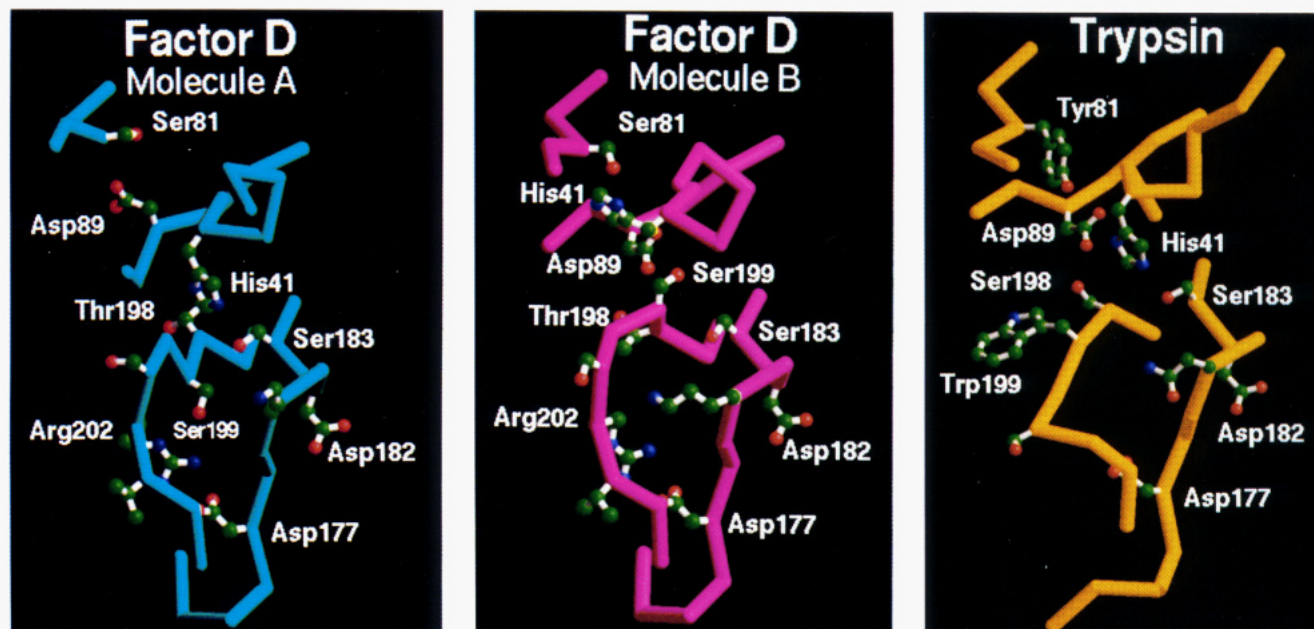 Factor D
Molecule A
Ser81
Asp89
His41
Thr198
Ser183
Arg202
Ser199
Asp182
Asp177
Factor D
Molecule B
Ser81
His41
Asp89
Ser199
Thr198
Ser183
Arg202
Asp182
Asp177
Trypsin
Tyr81
Asp89
His41
Ser198
Ser183
Trp199
Asp182
Asp177